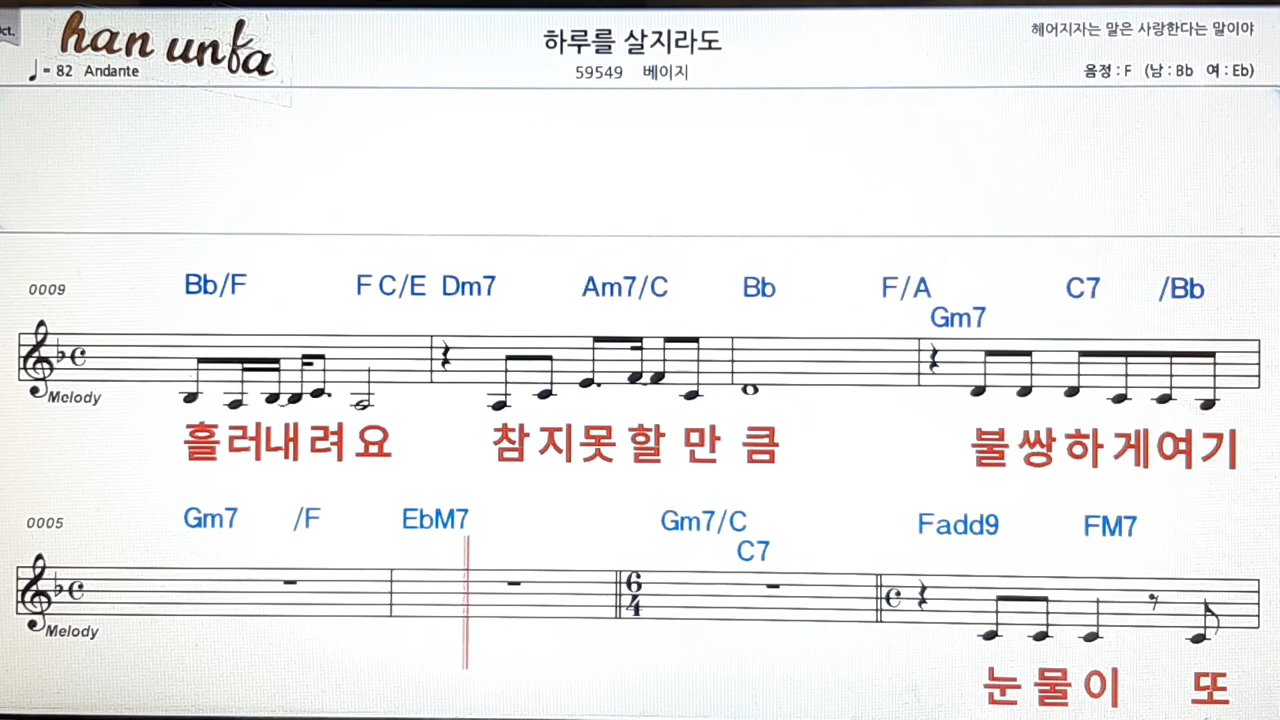 ct.
han unfa
♩= 82 Andante
하루를 살지라도
59549 베이지
헤어지자는 말은 사랑한다는 말이야
음정 : F (남 : Bb 여 : Eb)
0009
Bb/F F C/E Dm7 Am7/C Bb F/A C7 /Bb
Gm7
Melody
흘러내려요 참지못할만큼 불쌍하게여기
0005
Gm7 /F EbM7 Gm7/C Fadd9 FM7
C7
6
4
Melody
눈물이 또